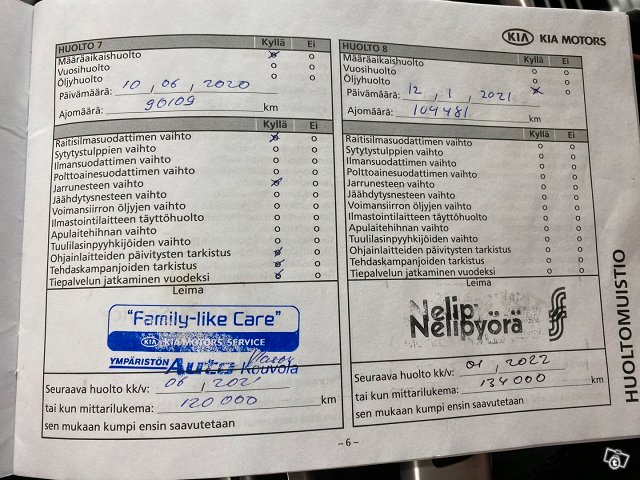 KIA KIA MOTORS
HUOLTO 7 Kyllä Ei
Määräaikaishuolto o o
Vuosihuolto o o
Öljyhuolto o o
Päivämäärä: 10 , 06 , 2020
Ajomäärä: 90109 km
Kyllä Ei
Raitisilmasuodattimen vaihto o o
Sytytystulppien vaihto o o
Ilmansuodattimen vaihto o o
Polttoainesuodattimen vaihto o o
Jarrunesteen vaihto o o
Jäähdytysnesteen vaihto o o
Voimansiirron öljyjen vaihto o o
Ilmastointilaitteen täyttöhuolto o o
Apulaitehihnan vaihto o o
Tuulilasinpyyhkijöiden vaihto o o
Ohjainlaitteiden päivitysten tarkistus o o
Tehdaskampanjoiden tarkistus o o
Tiepalvelun jatkaminen vuodeksi o o
Leima
"Family-like Care"
KIA KIA MOTORS SERVICE
YMPÄRISTÖN Auto Kouvola
Seuraava huolto kk/v: 06 , 2021
tai kun mittarilukema: 120 000 km
sen mukaan kumpi ensin saavutetaan
HUOLTO 8 Kyllä Ei
Määräaikaishuolto o o
Vuosihuolto o o
Öljyhuolto o o
Päivämäärä: 12 , 1 , 2021
Ajomäärä: 104481 km
Kyllä Ei
Raitisilmasuodattimen vaihto o o
Sytytystulppien vaihto o o
Ilmansuodattimen vaihto o o
Polttoainesuodattimen vaihto o o
Jarrunesteen vaihto o o
Jäähdytysnesteen vaihto o o
Voimansiirron öljyjen vaihto o o
Ilmastointilaitteen täyttöhuolto o o
Apulaitehihnan vaihto o o
Tuulilasinpyyhkijöiden vaihto o o
Ohjainlaitteiden päivitysten tarkistus o o
Tehdaskampanjoiden tarkistus o o
Tiepalvelun jatkaminen vuodeksi o o
Leima
Nelip
Nelipyörä
Seuraava huolto kk/v: 01 , 2022
tai kun mittarilukema: 134 000 km
sen mukaan kumpi ensin saavutetaan
HUOLTOMUISTIO
– 6 –